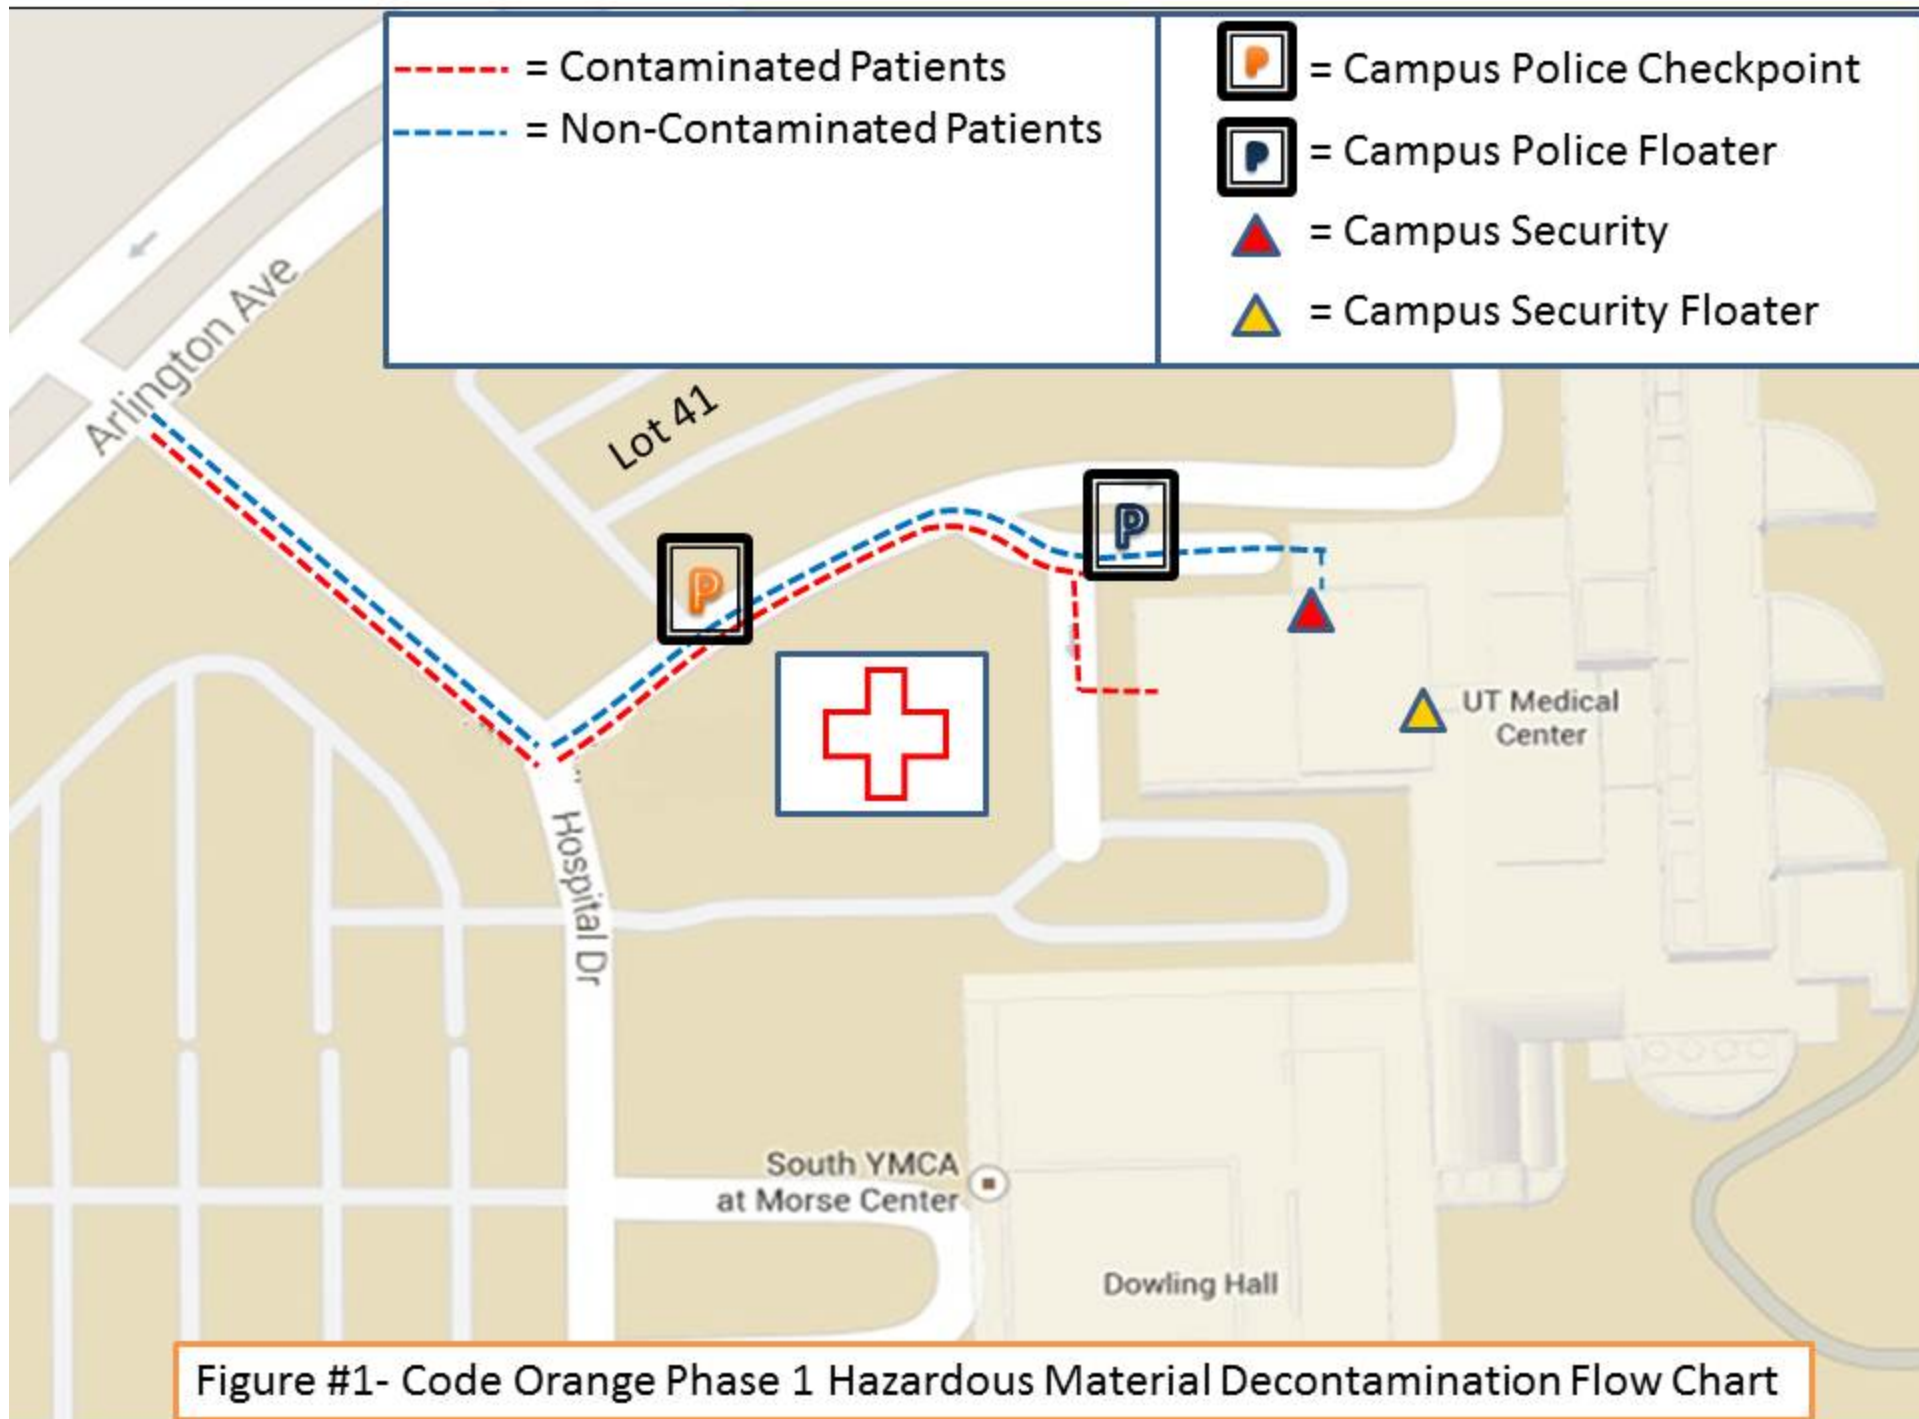 = Contaminated Patients
= Non-Contaminated Patients
P = Campus Police Checkpoint
P = Campus Police Floater
= Campus Security
= Campus Security Floater
Arlington Ave
Lot 41
P
P
UT Medical
Center
Hospital Dr
South YMCA
at Morse Center
Dowling Hall
Figure #1- Code Orange Phase 1 Hazardous Material Decontamination Flow Chart